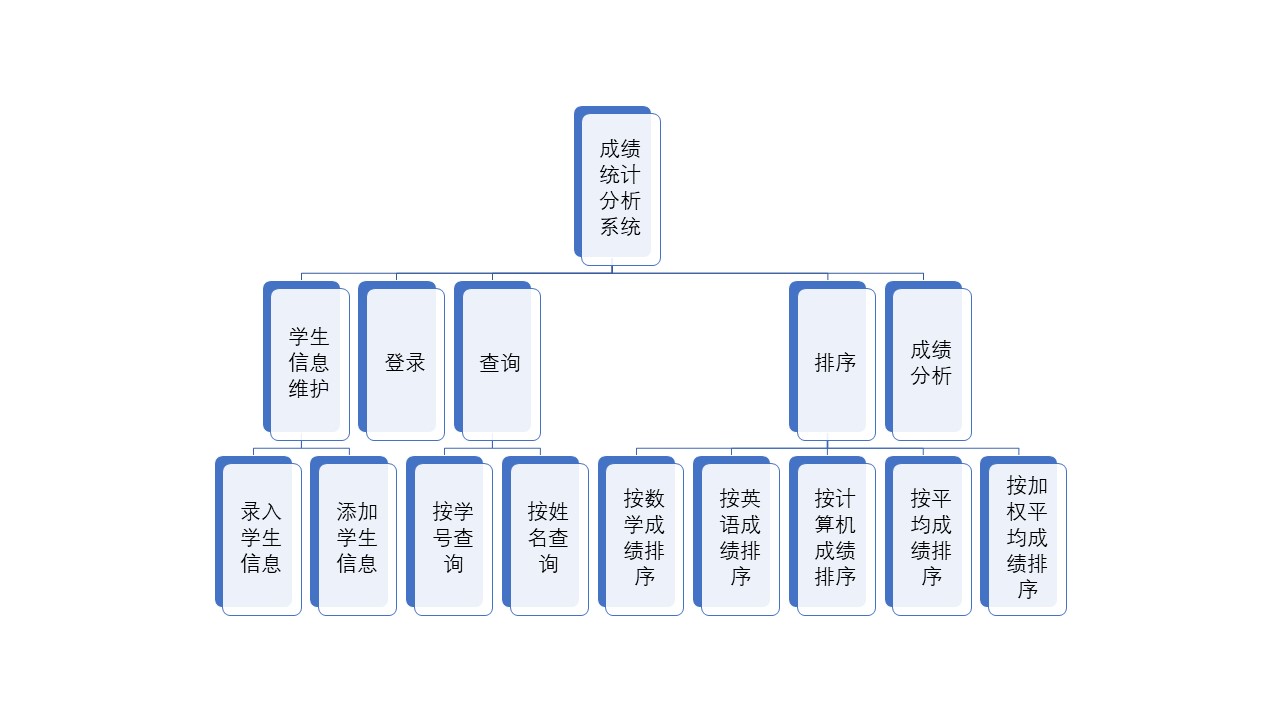 成绩
统计
分析
系统
学生
信息
维护
登录
查询
排序
成绩
分析
录入
学生
信息
添加
学生
信息
按学
号查
询
按姓
名查
询
按数
学成
绩排
序
按英
语成
绩排
序
按计
算机
成绩
排序
按平
均成
绩排
序
按加
权平
均成
绩排
序